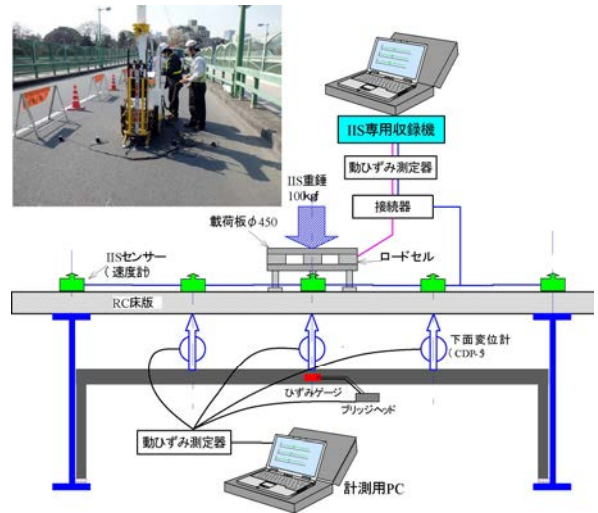 IIS専用収録機
動ひずみ測定器
接続器
IIS重錘
100kgf
載荷板φ450
ロードセル
IISセンサー
(速度計)
RC床版
下面変位計
(CDP-5
ひずみゲージ
ブリッジヘッド
動ひずみ測定器
計測用PC